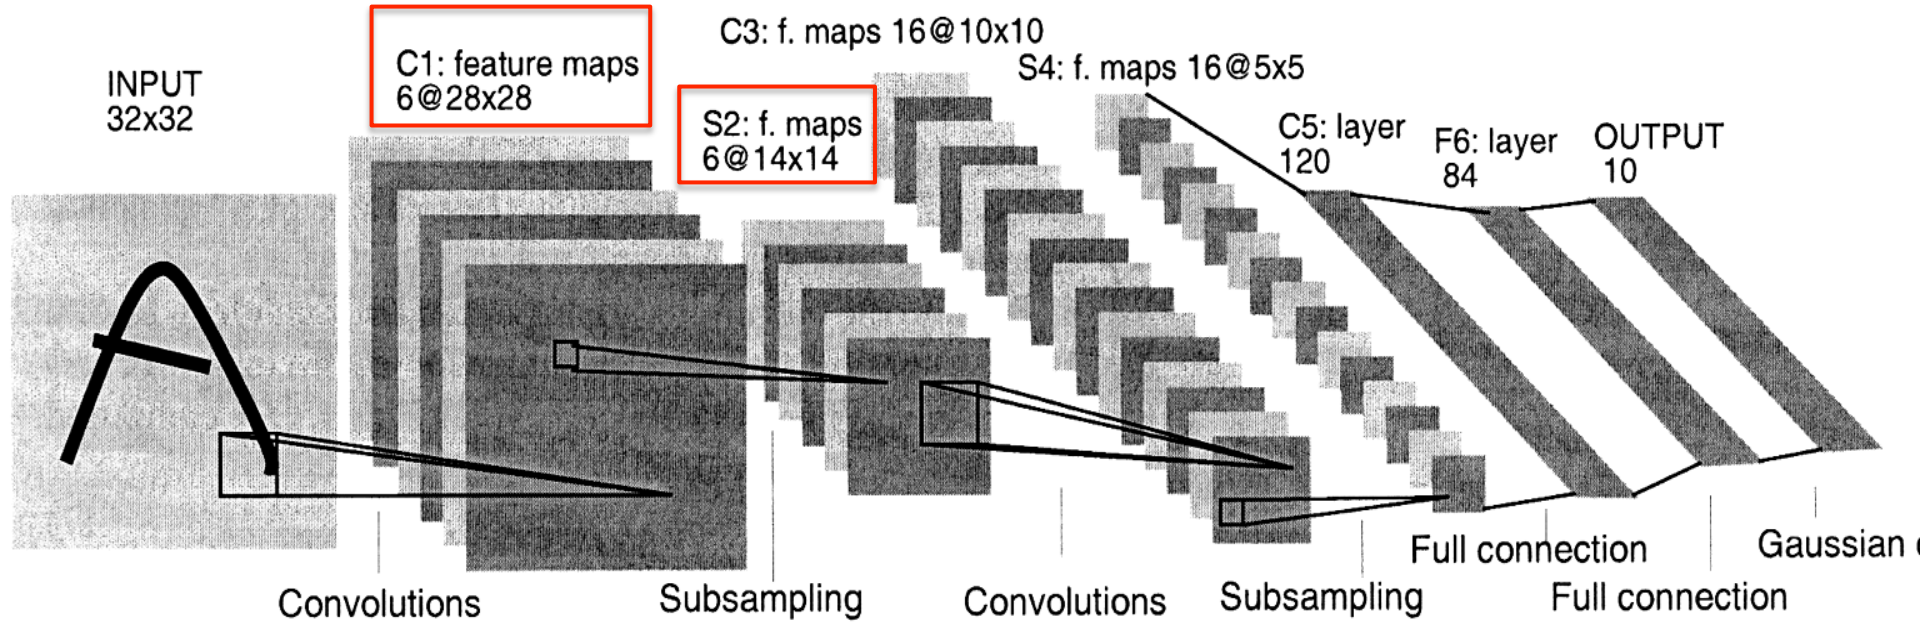 INPUT
32x32
C1: feature maps
6@28x28
S2: f. maps
6@14x14
C3: f. maps 16@10x10
S4: f. maps 16@5x5
C5: layer
120
F6: layer
84
OUTPUT
10
Convolutions
Subsampling
Convolutions
Subsampling
Full connection
Full connection
Gaussian